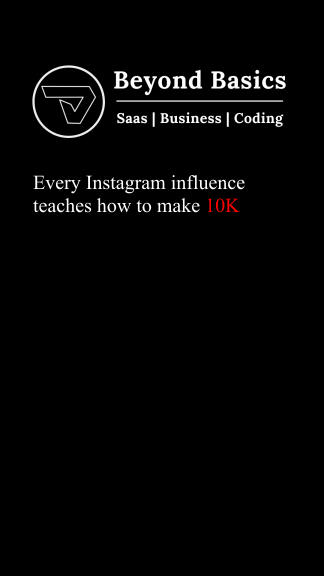 Beyond Basics
Saas | Business | Coding
Every Instagram influence
teaches how to make 10K